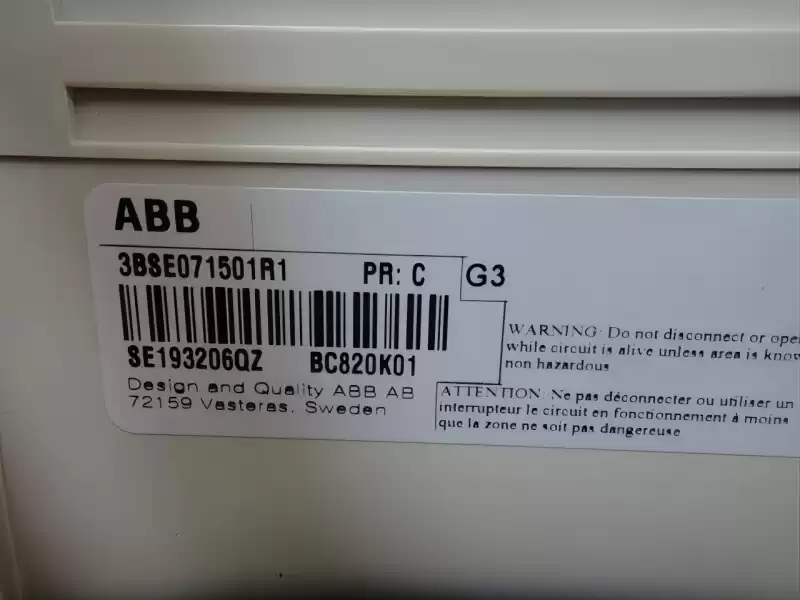 ABB
3BSE071501R1 PR: C G3
SE193206QZ BC820K01
Design and Quality ABB AB
72159 Vasteras, Sweden
WARNING: Do not disconnect or
while circuit is alive unless area is
non hazardous
ATTENTION: Ne pas déconnecter ou utiliser un
interrupteur le circuit en fonctionnement à moins
que la zone ne soit pas dangereuse